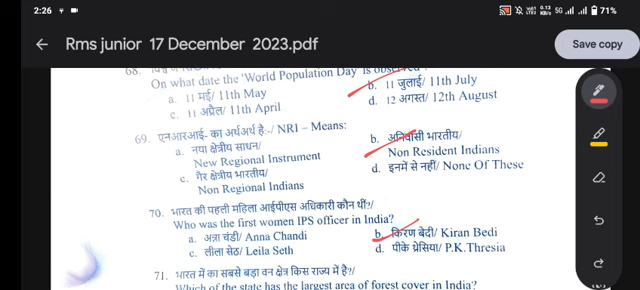 2:26
5G
71%
Rms junior 17 December 2023.pdf
Save copy
68.
On what date the 'World Population Day' is observed
a. 11 मई/ 11th May
b. 11 जुलाई/ 11th July
c. 11 अप्रैल/ 11th April
d. 12 अगस्त/ 12th August
69. एनआरआई- का अर्थअर्थ है:-/ NRI – Means:
a. नया क्षेत्रीय साधन/
New Regional Instrument
b. अनिवासी भारतीय/
Non Resident Indians
c. गैर क्षेत्रीय भारतीय/
Non Regional Indians
d. इनमें से नहीं/ None Of These
70. भारत की पहली महिला आईपीएस अधिकारी कौन थीं?/
Who was the first women IPS officer in India?
a. अन्ना चंडी/ Anna Chandi
b. किरण बेदी/ Kiran Bedi
c. लीला सेठ/ Leila Seth
d. पीके थ्रेसिया/ P.K.Thresia
71. भारत में का सबसे बड़ा वन क्षेत्र किस राज्य में है?/
Which of the state has the largest area of forest cover in India?